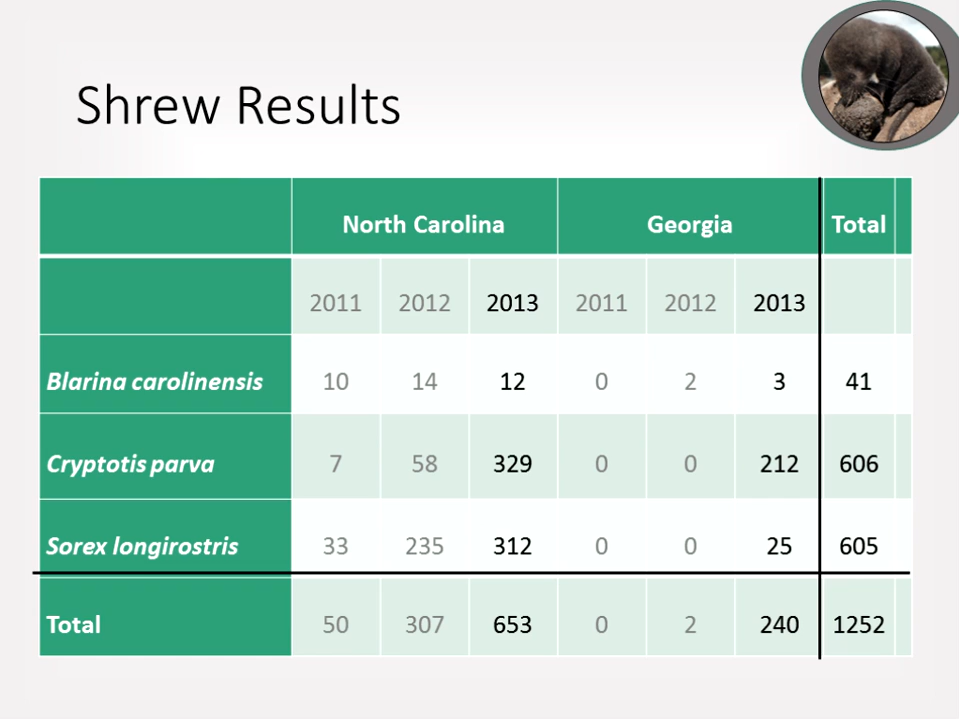 Shrew Results
North Carolina Georgia Total
2011 2012 2013 2011 2012 2013
Blarina carolinensis 10 14 12 0 2 3 41
Cryptotis parva 7 58 329 0 0 212 606
Sorex longirostris 33 235 312 0 0 25 605
Total 50 307 653 0 2 240 1252